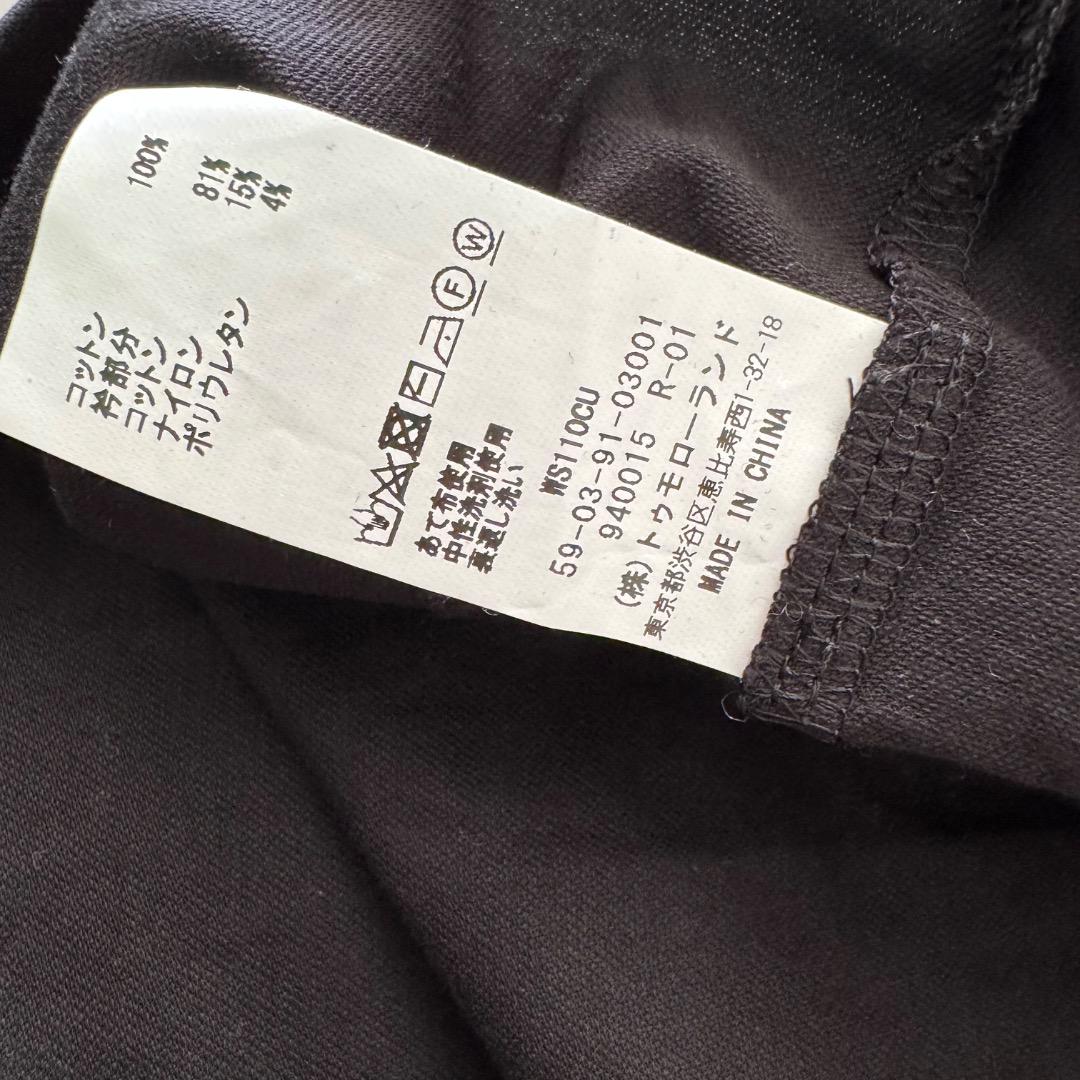 コットン 100%
衿部分
コットン 81%
ナイロン 15%
ポリウレタン 4%
F W
あて布使用
中性洗剤使用
裏返し洗い
WS110CU
59-03-91-03001
940015 R-01
(株)トゥモローランド
東京都渋谷区恵比寿西1-32-18
MADE IN CHINA